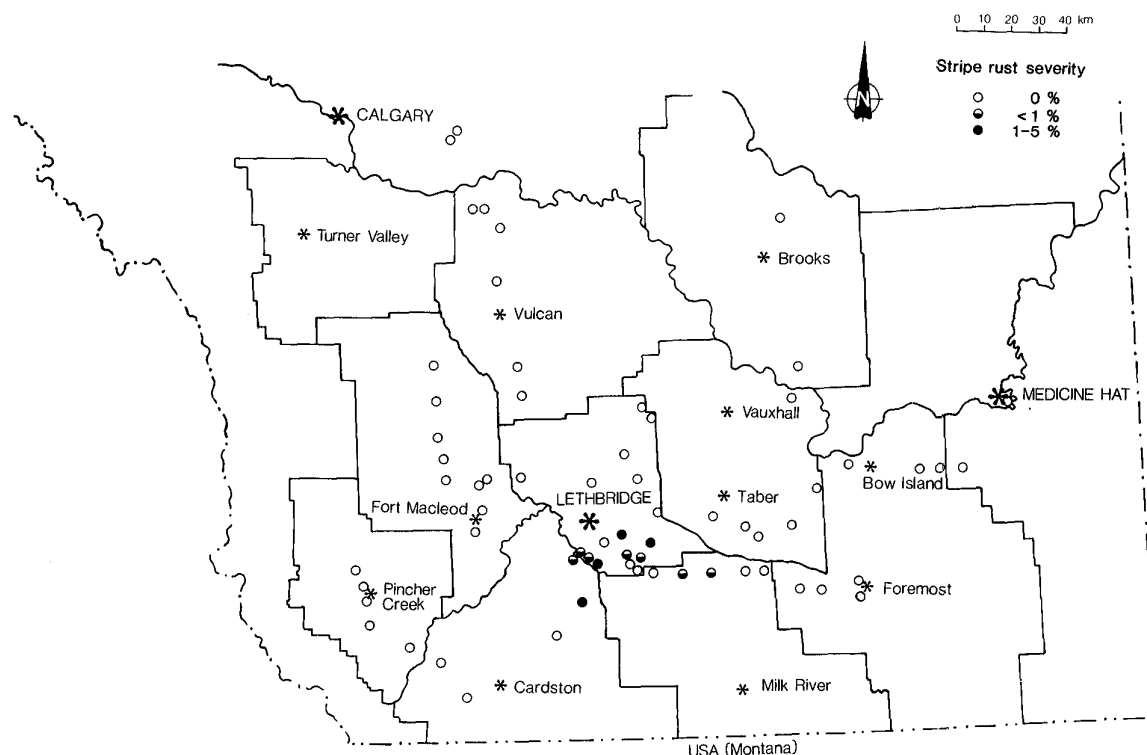 0 10 20 30 40 km
Stripe rust severity
0 %
<1 %
1-5 %
N
CALGARY
Turner Valley
Brooks
Vulcan
MEDICINE HAT
Vauxhall
Bow Island
LETHBRIDGE
Taber
Fort Macleod
Pincher
Creek
Foremost
Cardston
Milk River
USA (Montana)